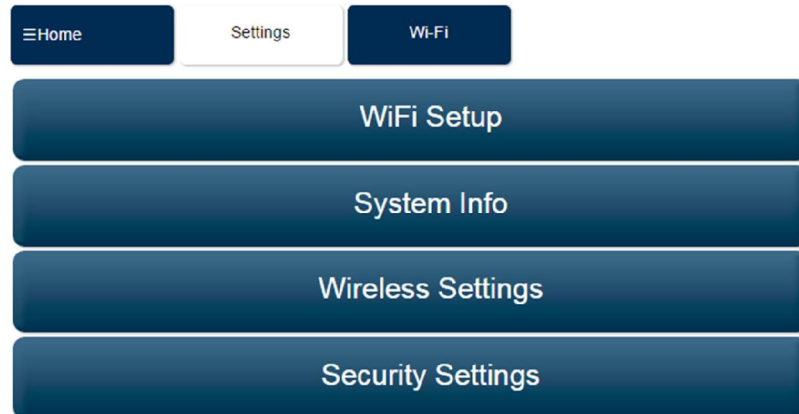 ☰Home
Settings
Wi-Fi
WiFi Setup
System Info
Wireless Settings
Security Settings